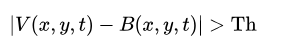 |V(x, y, t) − B(x, y, t)| > Th